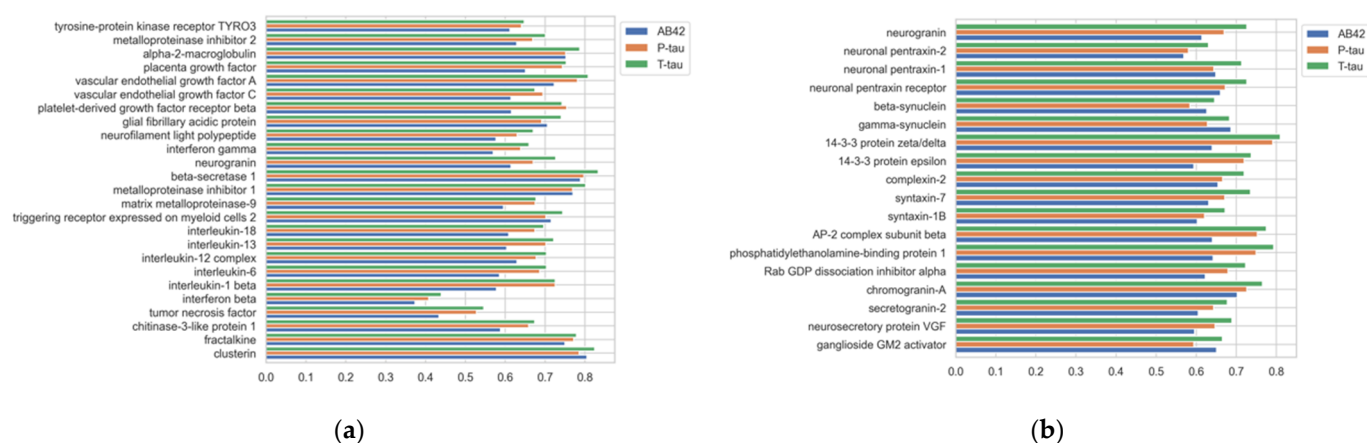 tyrosine-protein kinase receptor TYRO3
metalloproteinase inhibitor 2
alpha-2-macroglobulin
placenta growth factor
vascular endothelial growth factor A
vascular endothelial growth factor C
platelet-derived growth factor receptor beta
glial fibrillary acidic protein
neurofilament light polypeptide
interferon gamma
neurogranin
beta-secretase 1
metalloproteinase inhibitor 1
matrix metalloproteinase-9
triggering receptor expressed on myeloid cells 2
interleukin-18
interleukin-13
interleukin-12 complex
interleukin-6
interleukin-1 beta
interferon beta
tumor necrosis factor
chitinase-3-like protein 1
fractalkine
clusterin
0.0 0.1 0.2 0.3 0.4 0.5 0.6 0.7 0.8
AB42
P-tau
T-tau
(a)
neurogranin
neuronal pentraxin-2
neuronal pentraxin-1
neuronal pentraxin receptor
beta-synuclein
gamma-synuclein
14-3-3 protein zeta/delta
14-3-3 protein epsilon
complexin-2
syntaxin-7
syntaxin-1B
AP-2 complex subunit beta
phosphatidylethanolamine-binding protein 1
Rab GDP dissociation inhibitor alpha
chromogranin-A
secretogranin-2
neurosecretory protein VGF
ganglioside GM2 activator
0.0 0.1 0.2 0.3 0.4 0.5 0.6 0.7 0.8
AB42
P-tau
T-tau
(b)